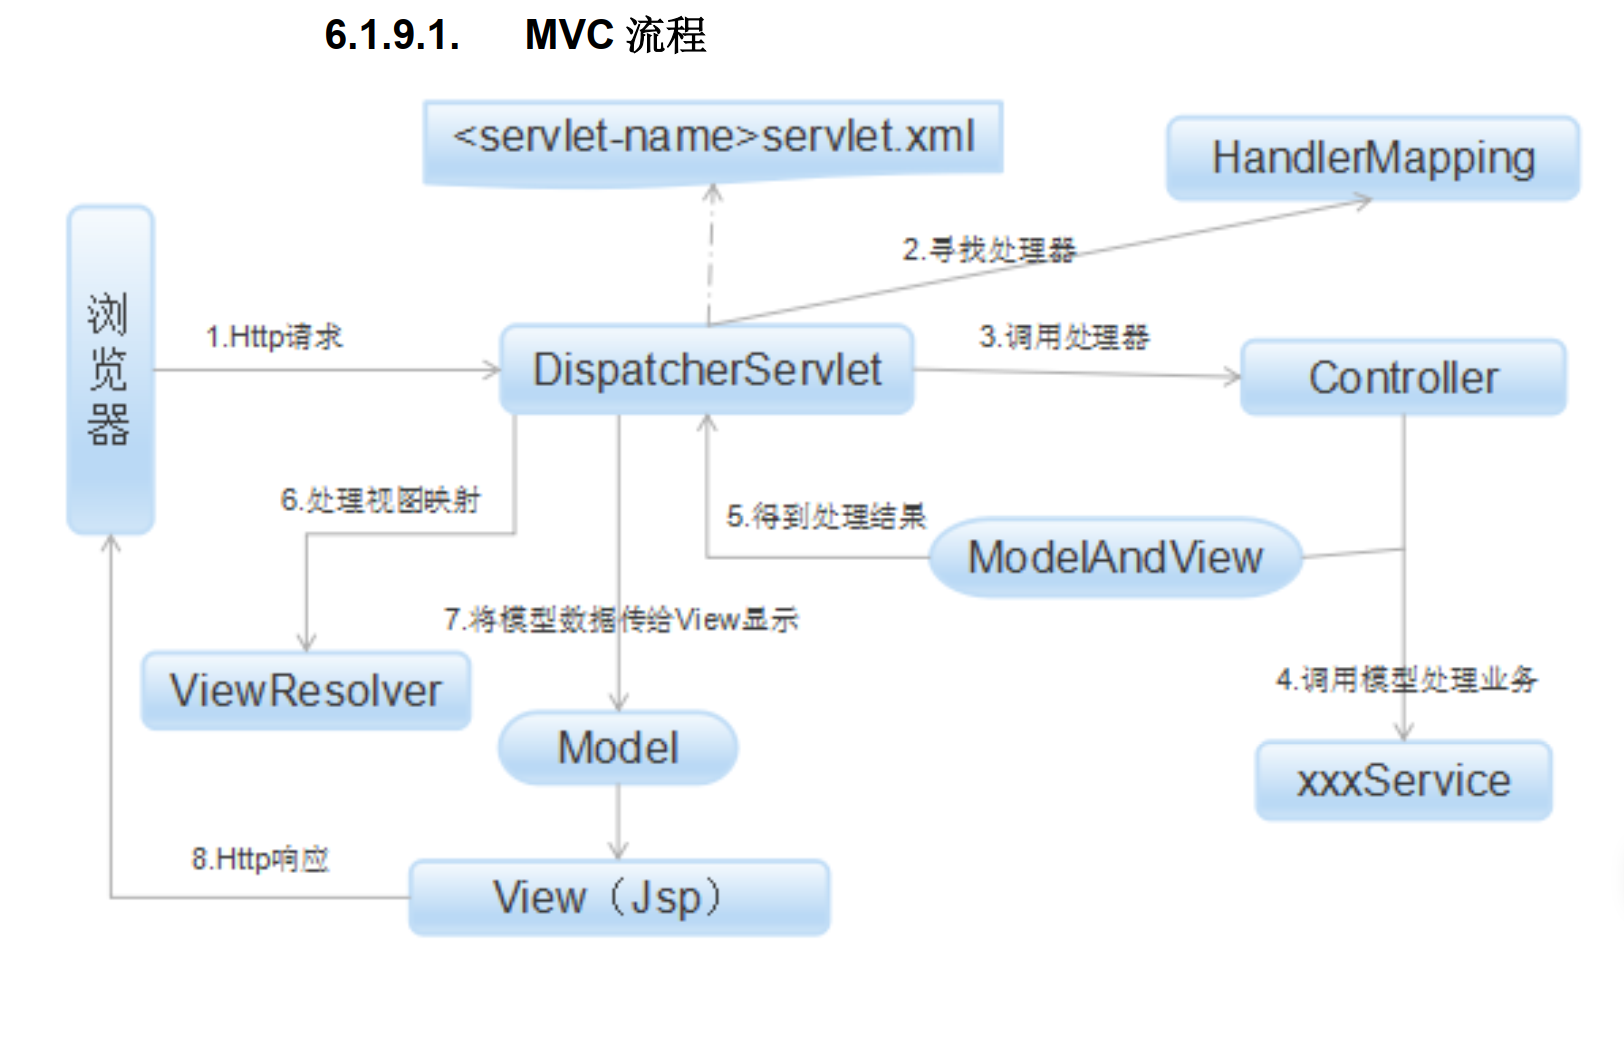 6.1.9.1. MVC 流程
<servlet-name>servlet.xml
HandlerMapping
2.寻找处理器
浏览器
1.Http请求
DispatcherServlet
3.调用处理器
Controller
6.处理视图映射
5.得到处理结果
ModelAndView
7.将模型数据传给View显示
ViewResolver
4.调用模型处理业务
Model
xxxService
8.Http响应
View（Jsp）